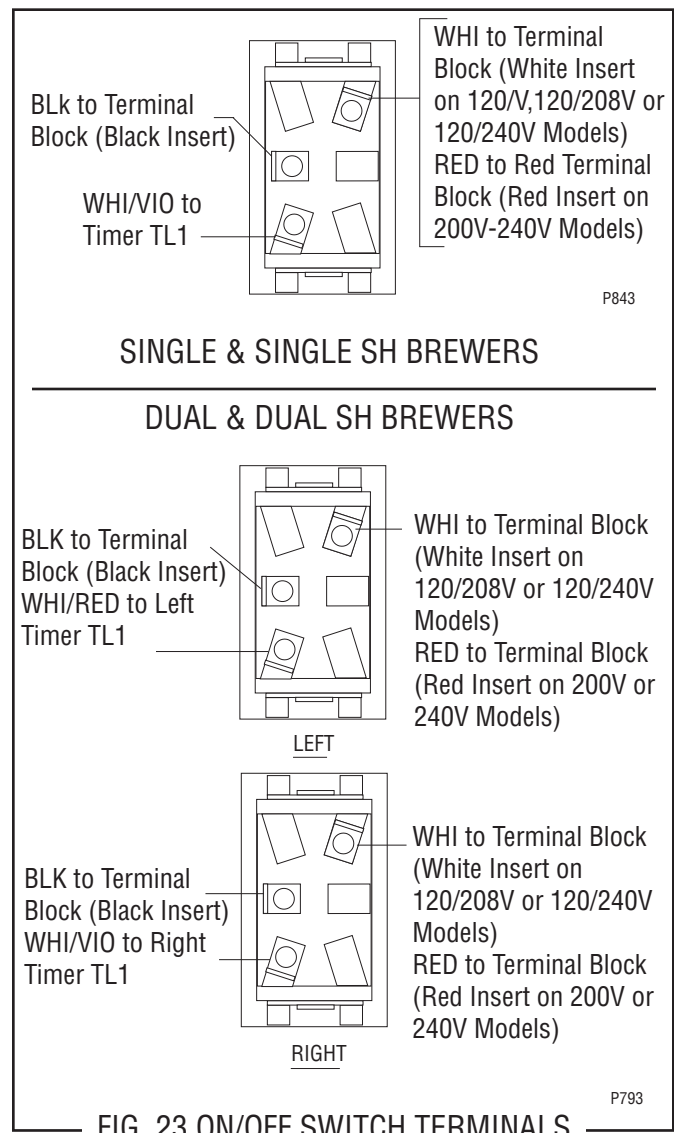 WHI to Terminal
Block (White Insert
on 120/V,120/208V or
120/240V Models)
RED to Red Terminal
Block (Red Insert on
200V-240V Models)
BLk to Terminal
Block (Black Insert)
WHI/VIO to
Timer TL1
P843
SINGLE & SINGLE SH BREWERS
DUAL & DUAL SH BREWERS
BLK to Terminal
Block (Black Insert)
WHI/RED to Left
Timer TL1
WHI to Terminal Block
(White Insert on
120/208V or 120/240V
Models)
RED to Terminal Block
(Red Insert on 200V or
240V Models)
LEFT
BLK to Terminal
Block (Black Insert)
WHI/VIO to Right
Timer TL1
WHI to Terminal Block
(White Insert on
120/208V or 120/240V
Models)
RED to Terminal Block
(Red Insert on 200V or
240V Models)
RIGHT
P793
FIG. 23 ON/OFF SWITCH TERMINALS